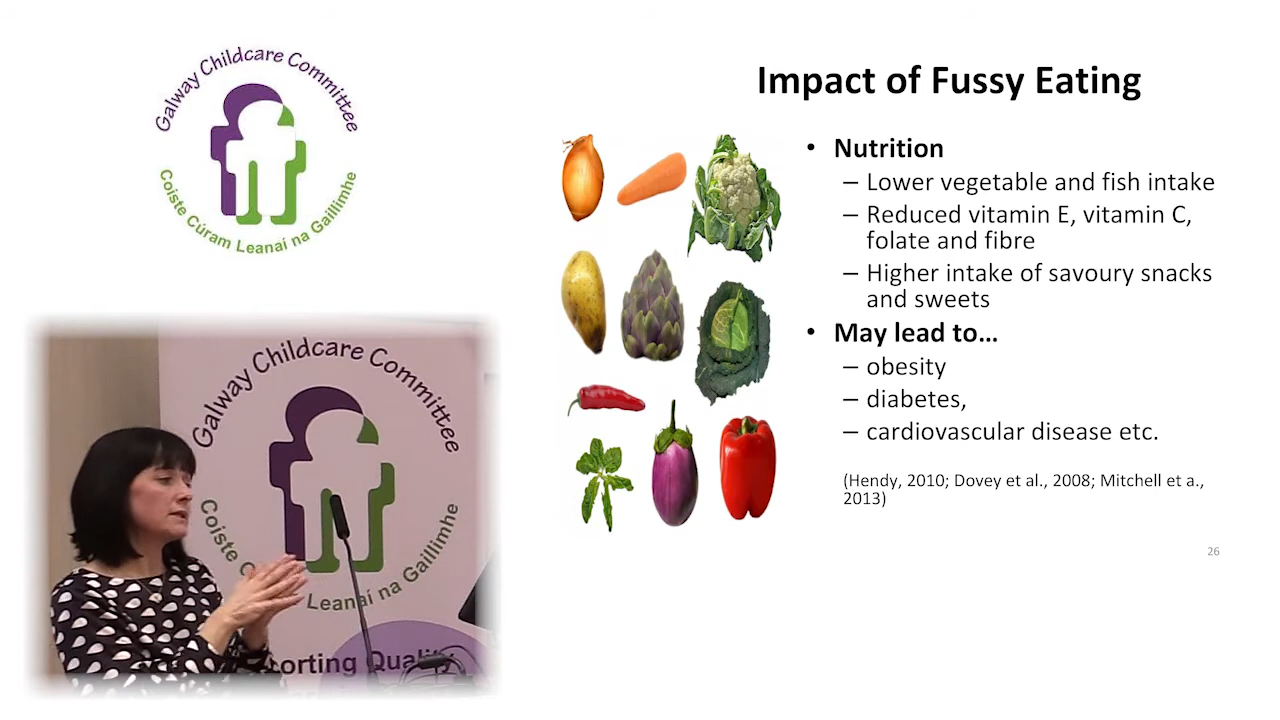 Galway Childcare Committee
Coiste Cúram Leanaí na Gaillimhe
Impact of Fussy Eating
• Nutrition
– Lower vegetable and fish intake
– Reduced vitamin E, vitamin C,
folate and fibre
– Higher intake of savoury snacks
and sweets
• May lead to…
– obesity
– diabetes,
– cardiovascular disease etc.
(Hendy, 2010; Dovey et al., 2008; Mitchell et a.,
2013)
26
Galway Childcare Committee
Coiste Leanaí na Gaillimhe
orting Quality